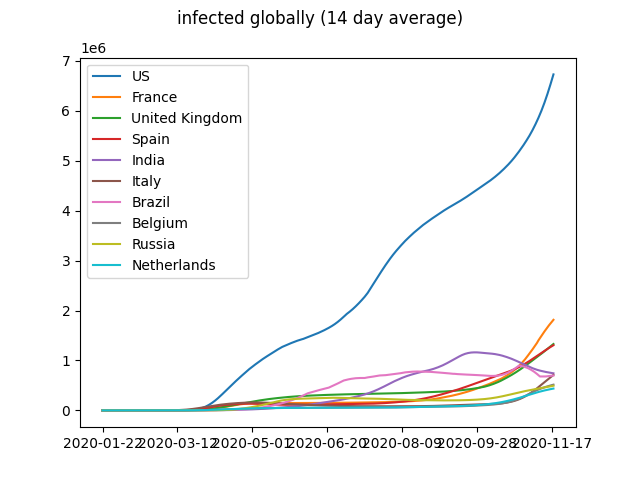 infected globally (14 day average)
1e6
7
6
5
4
3
2
1
0
US
France
United Kingdom
Spain
India
Italy
Brazil
Belgium
Russia
Netherlands
2020-01-22 2020-03-12 2020-05-01 2020-06-20 2020-08-09 2020-09-28 2020-11-17